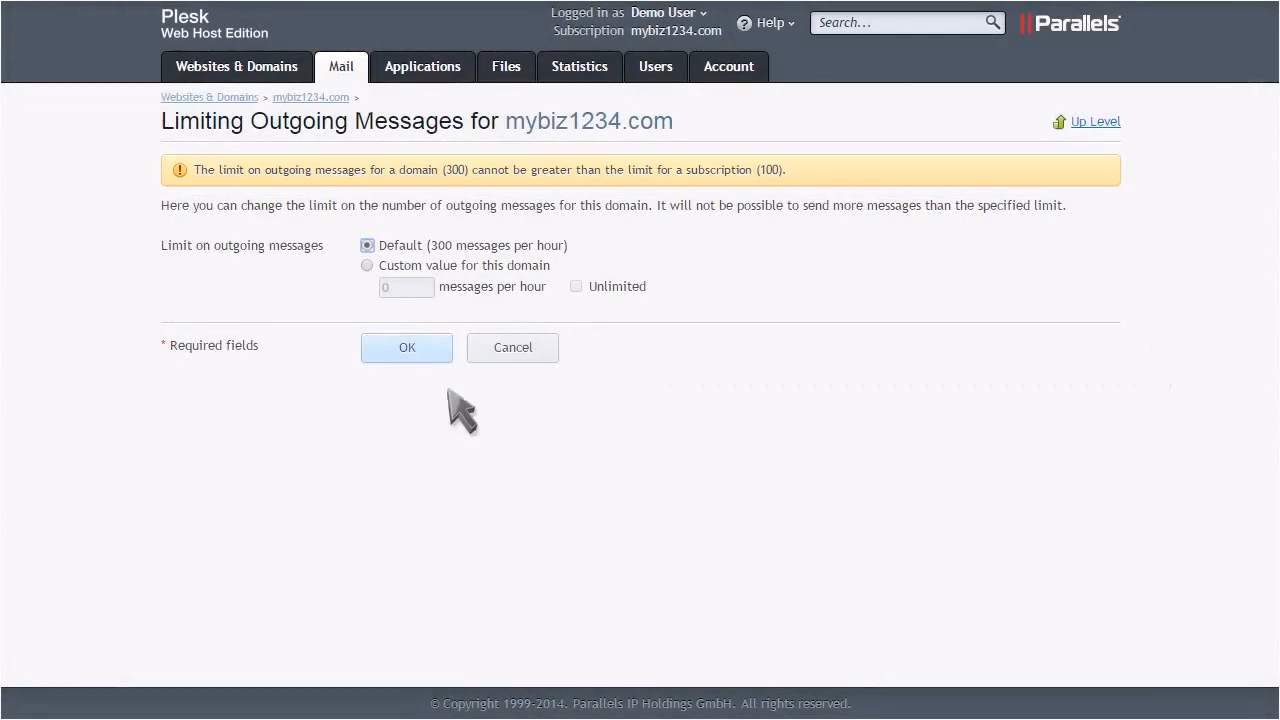 Plesk
Web Host Edition
Logged in as Demo User
Subscription mybiz1234.com
? Help
Search...
Parallels
Websites & Domains
Mail
Applications
Files
Statistics
Users
Account
Websites & Domains > mybiz1234.com >
Limiting Outgoing Messages for mybiz1234.com
Up Level
! The limit on outgoing messages for a domain (300) cannot be greater than the limit for a subscription (100).
Here you can change the limit on the number of outgoing messages for this domain. It will not be possible to send more messages than the specified limit.
Limit on outgoing messages
Default (300 messages per hour)
Custom value for this domain
0 messages per hour
Unlimited
* Required fields
OK
Cancel
© Copyright 1999-2014. Parallels IP Holdings GmbH. All rights reserved.